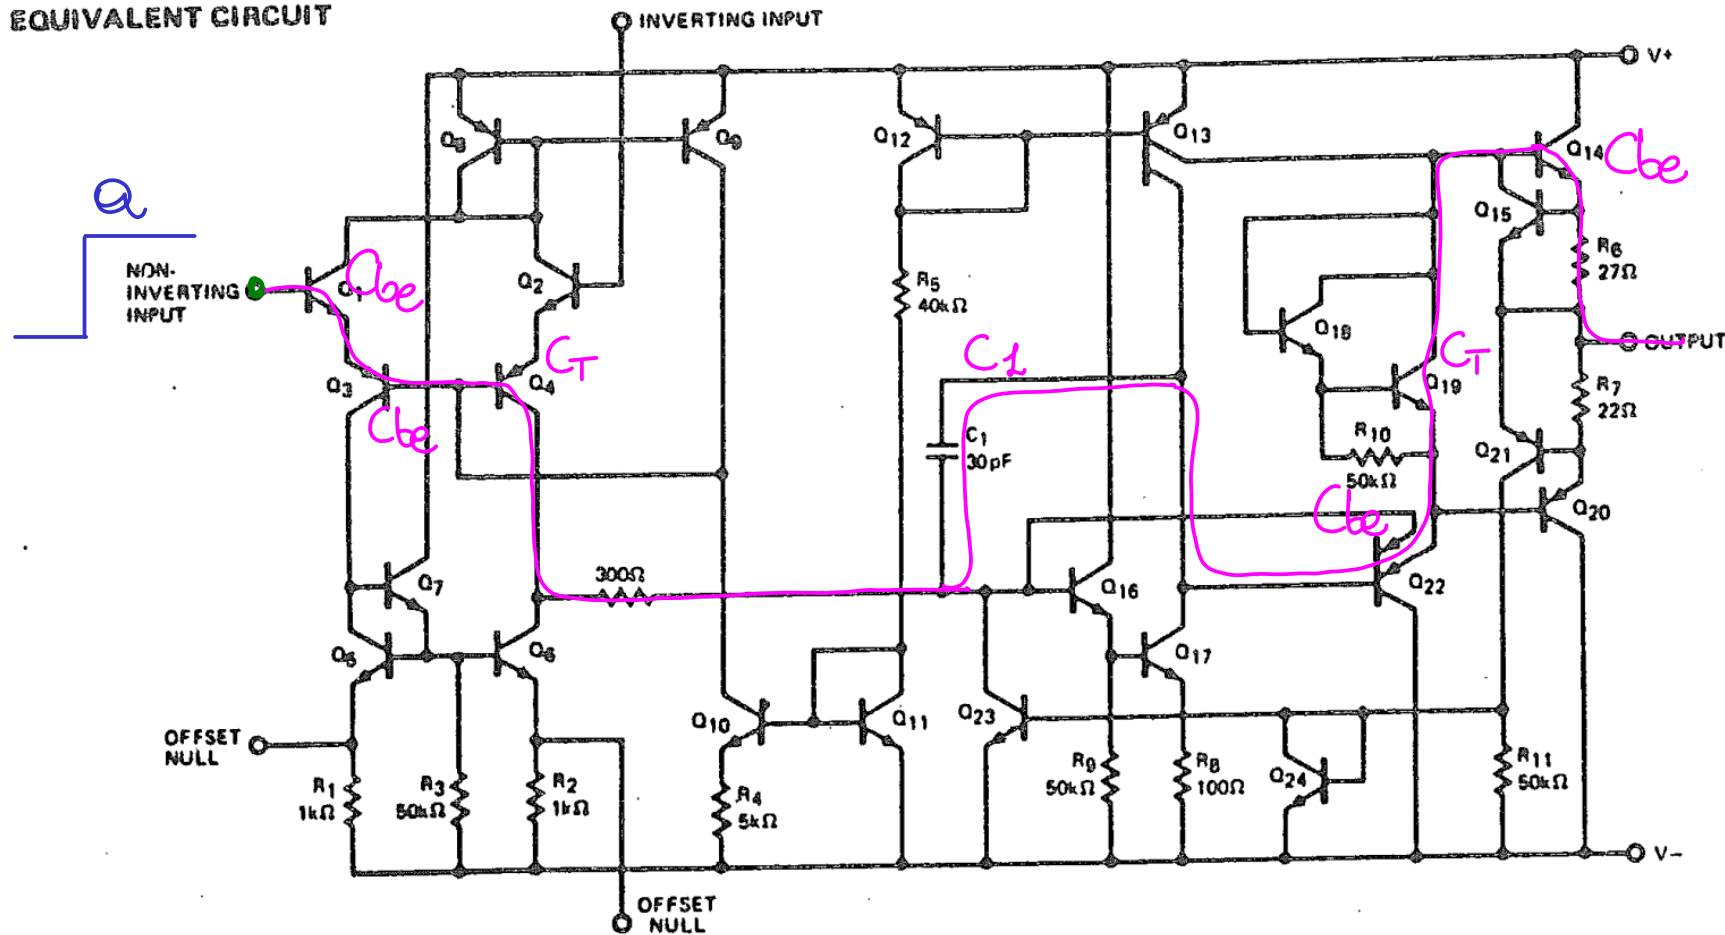 EQUIVALENT CIRCUIT
INVERTING INPUT
V+
Q8
Q9
Q12
Q13
Q14
Cbe
Q15
a
NON-
INVERTING
INPUT
Q1
Cbe
Q2
R5
40kΩ
R6
27Ω
Q18
OUTPUT
Q3
CT
Q4
C1
CT
Q19
R7
22Ω
Cbe
C1
30pF
R10
50kΩ
Q21
Q20
Cbe
Q7
300Ω
Q16
Q22
Q5
Q6
Q17
Q10
Q11
Q23
OFFSET
NULL
R1
1kΩ
R3
50kΩ
R2
1kΩ
R4
5kΩ
R9
50kΩ
R8
100Ω
Q24
R11
50kΩ
V−
OFFSET
NULL